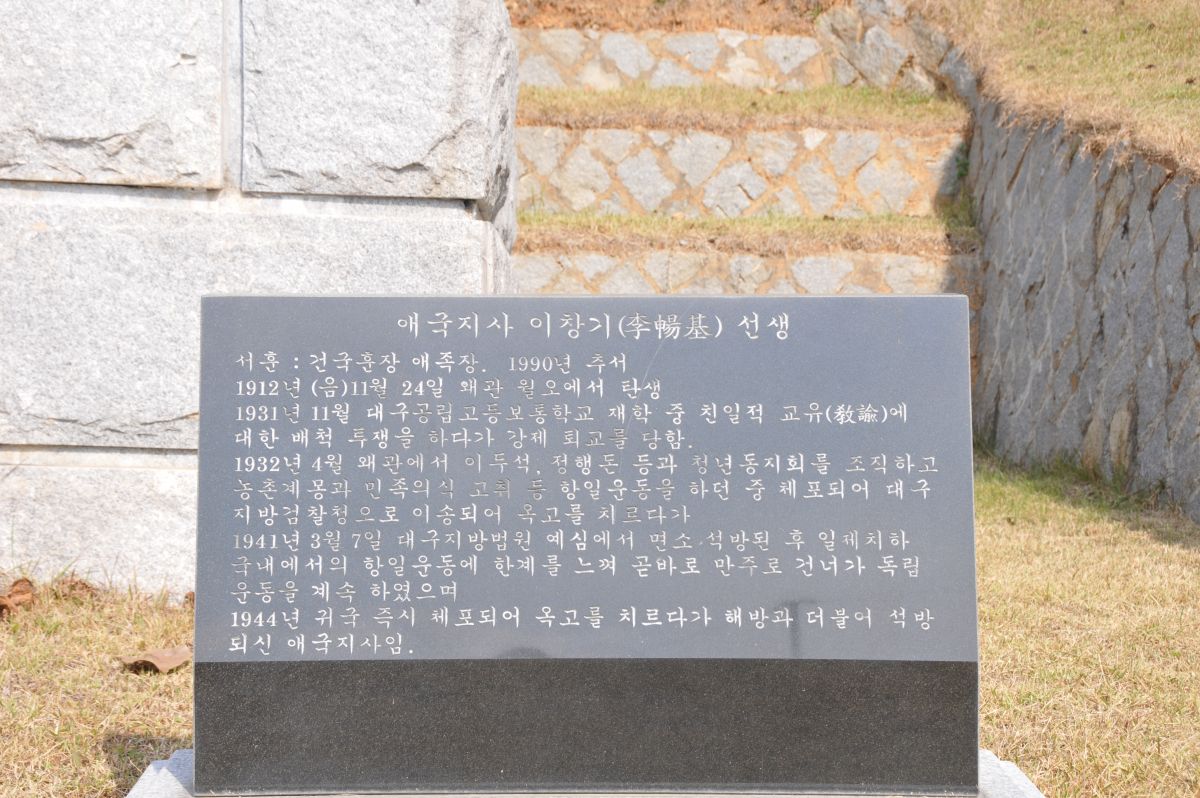 애국지사 이창기(李暢基) 선생
서훈 : 건국훈장 애족장. 1990년 추서
1912년 (음)11월 24일 왜관 월오에서 탄생
1931년 11월 대구공립고등보통학교 재학 중 친일적 교유(敎諭)에
대한 배척 투쟁을 하다가 강제 퇴교를 당함.
1932년 4월 왜관에서 이두석, 정행돈 등과 청년동지회를 조직하고
농촌계몽과 민족의식 고취 등 항일운동을 하던 중 체포되어 대구
지방검찰청으로 이송되어 옥고를 치르다가
1941년 3월 7일 대구지방법원 예심에서 면소 석방된 후 일제치하
국내에서의 항일운동에 한계를 느껴 곧바로 만주로 건너가 독립
운동을 계속 하였으며
1944년 귀국 즉시 체포되어 옥고를 치르다가 해방과 더불어 석방
되신 애국지사임.